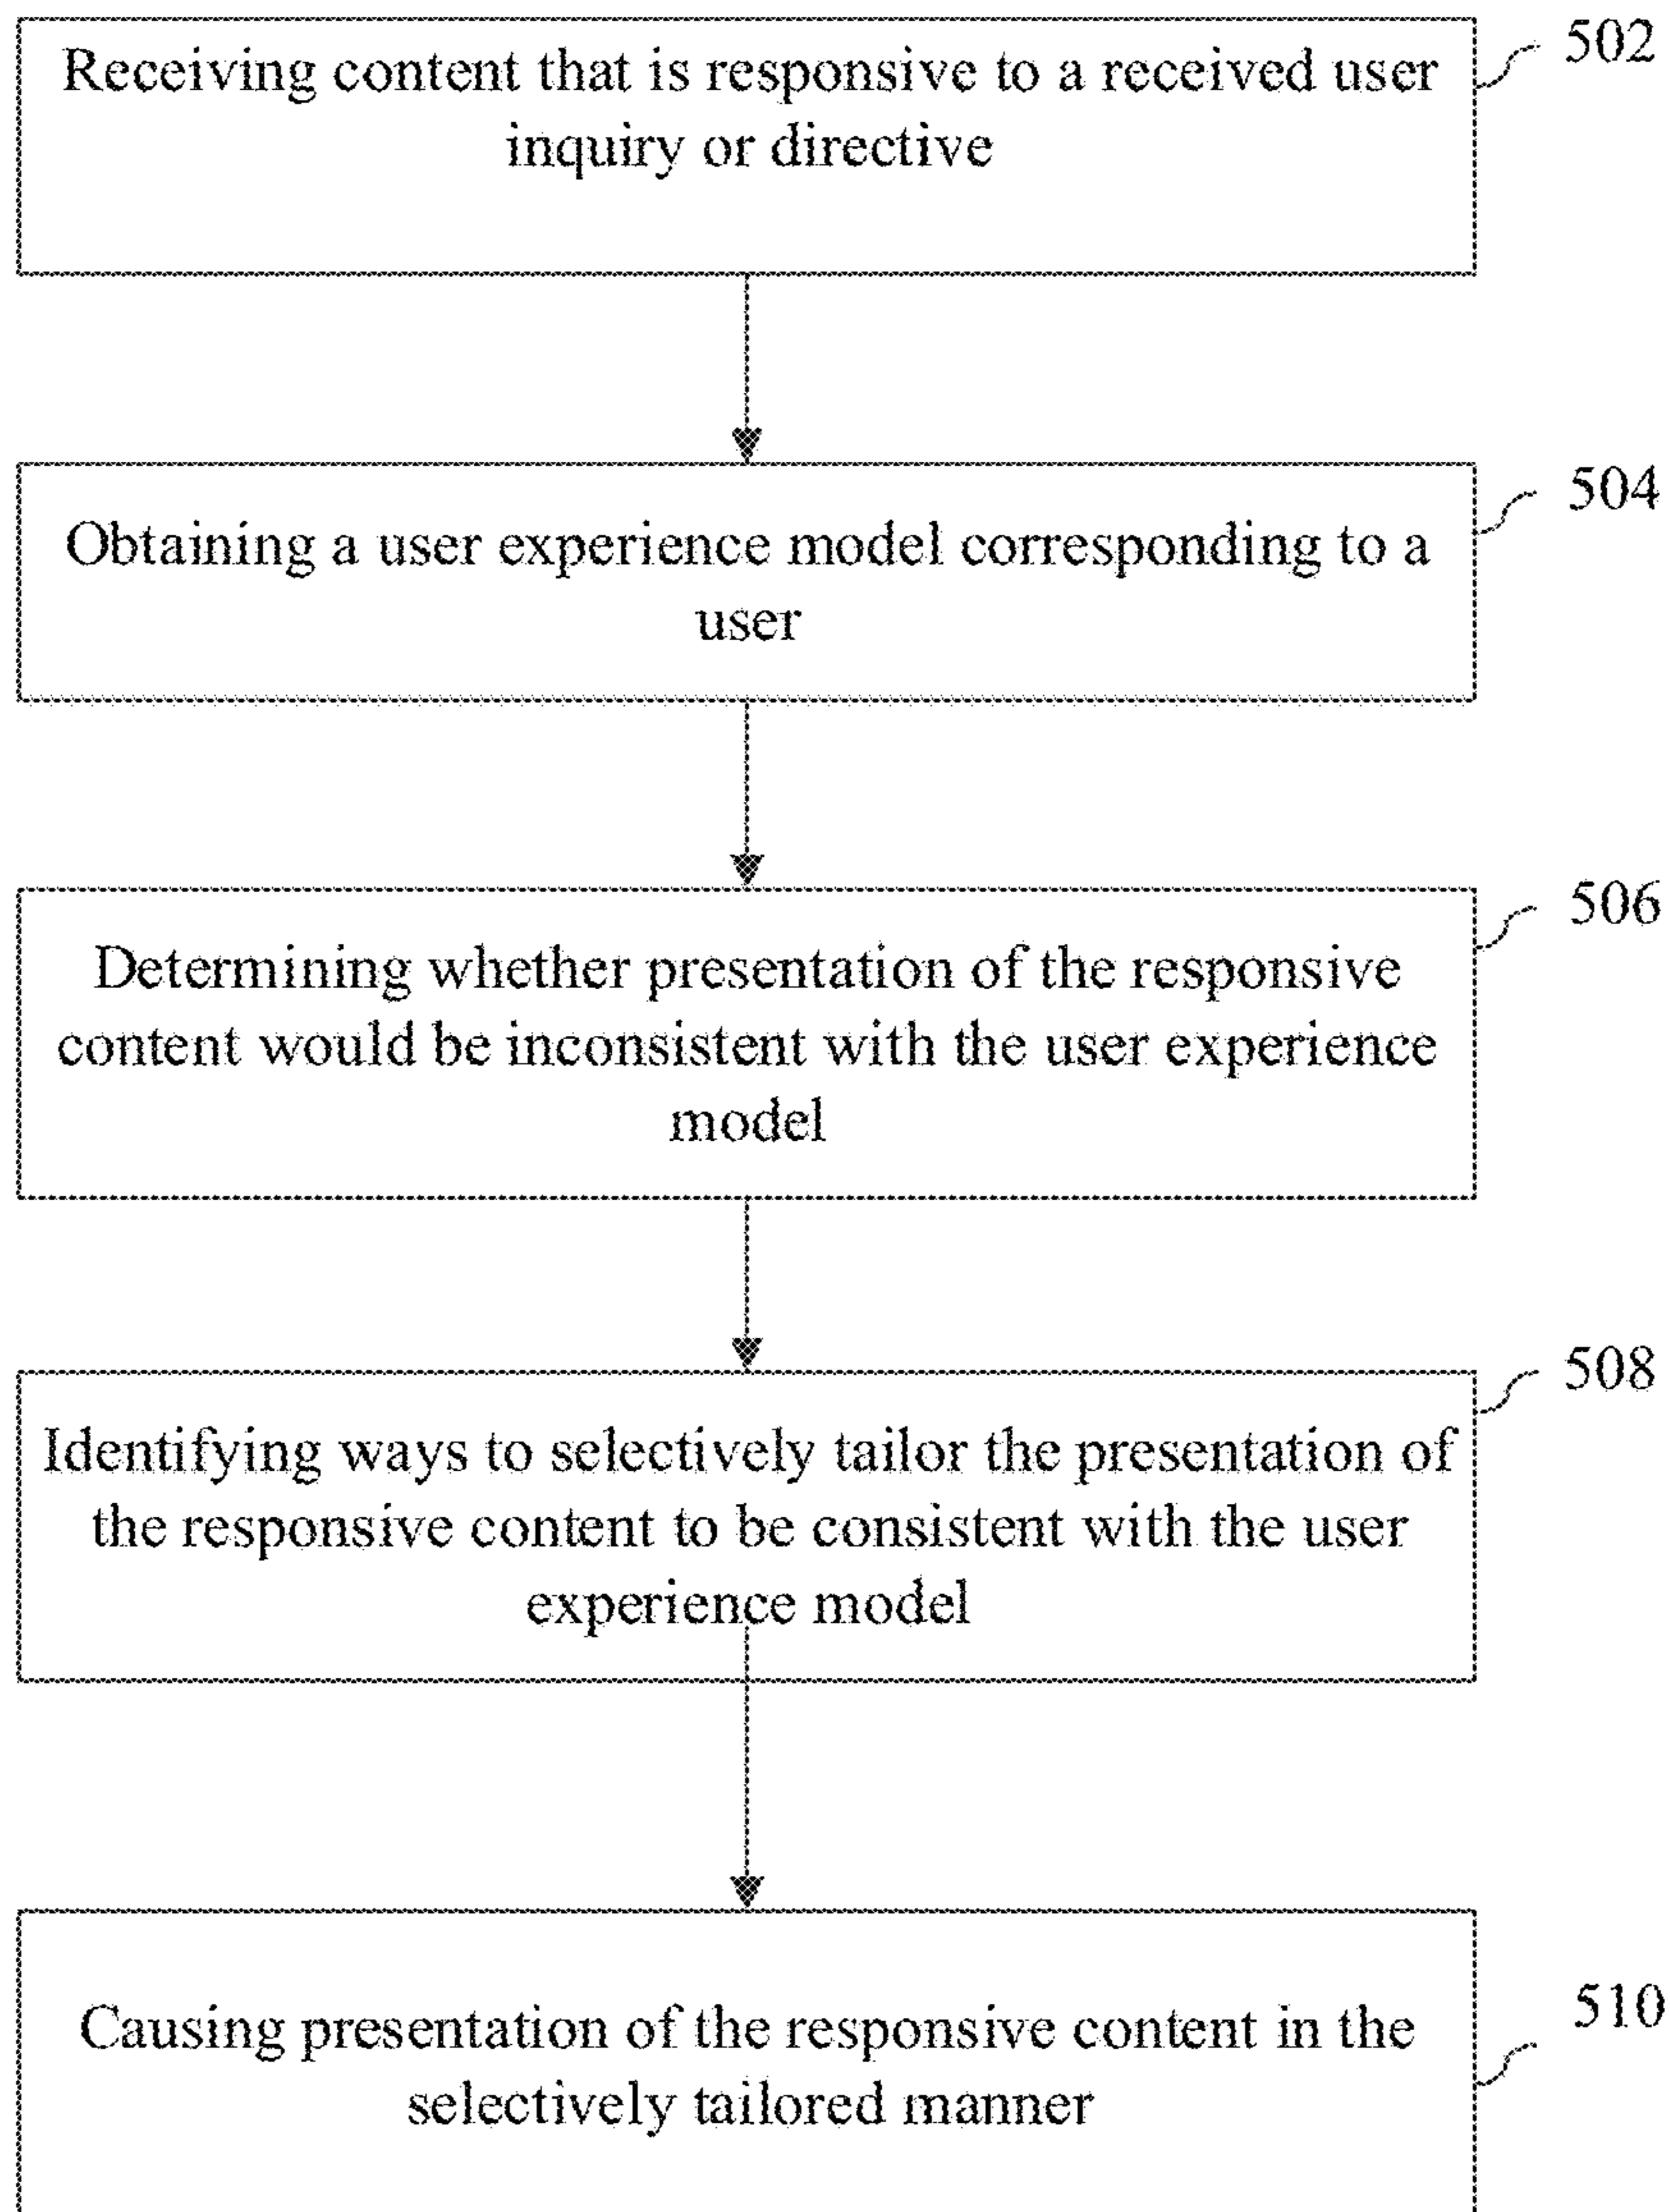 Receiving content that is responsive to a received user
inquiry or directive
502
Obtaining a user experience model corresponding to a
user
504
Determining whether presentation of the responsive
content would be inconsistent with the user experience
model
506
Identifying ways to selectively tailor the presentation of
the responsive content to be consistent with the user
experience model
508
Causing presentation of the responsive content in the
selectively tailored manner
510